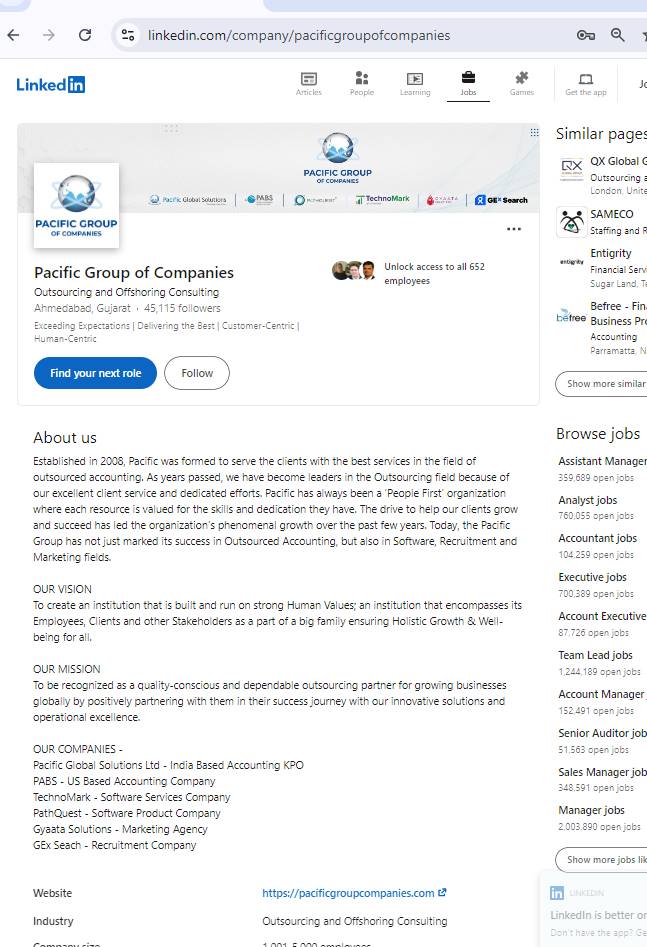 linkedin.com/company/pacificgroupofcompanies
Linked in
Articles
People
Learning
Jobs
Games
Get the app
PACIFIC GROUP
OF COMPANIES
Pacific Global Solutions
PABS
PATHQUEST
TechnoMark
GYAATA
GEx Search
PACIFIC GROUP
OF COMPANIES
Pacific Group of Companies
Outsourcing and Offshoring Consulting
Ahmedabad, Gujarat · 45,115 followers
Exceeding Expectations | Delivering the Best | Customer-Centric |
Human-Centric
Unlock access to all 652
employees
Find your next role
Follow
About us
Established in 2008, Pacific was formed to serve the clients with the best services in the field of
outsourced accounting. As years passed, we have become leaders in the Outsourcing field because of
our excellent client service and dedicated efforts. Pacific has always been a 'People First' organization
where each resource is valued for the skills and dedication they have. The drive to help our clients grow
and succeed has led the organization's phenomenal growth over the past few years. Today, the Pacific
Group has not just marked its success in Outsourced Accounting, but also in Software, Recruitment and
Marketing fields.
OUR VISION
To create an institution that is built and run on strong Human Values; an institution that encompasses its
Employees, Clients and other Stakeholders as a part of a big family ensuring Holistic Growth & Well-
being for all.
OUR MISSION
To be recognized as a quality-conscious and dependable outsourcing partner for growing businesses
globally by positively partnering with them in their success journey with our innovative solutions and
operational excellence.
OUR COMPANIES -
Pacific Global Solutions Ltd - India Based Accounting KPO
PABS - US Based Accounting Company
TechnoMark - Software Services Company
PathQuest - Software Product Company
Gyaata Solutions - Marketing Agency
GEx Seach - Recruitment Company
Website
https://pacificgroupcompanies.com
Industry
Outsourcing and Offshoring Consulting
Company size
1,001-5,000 employees
Similar pages
QX Global G
Outsourcing a
London, Unite
SAMECO
Staffing and R
entigrity
Entigrity
Financial Servi
Sugar Land, Te
befree
Befree - Fin
Business Pro
Accounting
Parramatta, N
Show more similar
Browse jobs
Assistant Manager
359,689 open jobs
Analyst jobs
760,055 open jobs
Accountant jobs
104,259 open jobs
Executive jobs
700,389 open jobs
Account Executive
87,726 open jobs
Team Lead jobs
1,244,189 open jobs
Account Manager
152,491 open jobs
Senior Auditor job
51,563 open jobs
Sales Manager job
348,591 open jobs
Manager jobs
2,003,890 open jobs
Show more jobs lik
in LINKEDIN
LinkedIn is better on
Don't have the app? Ge